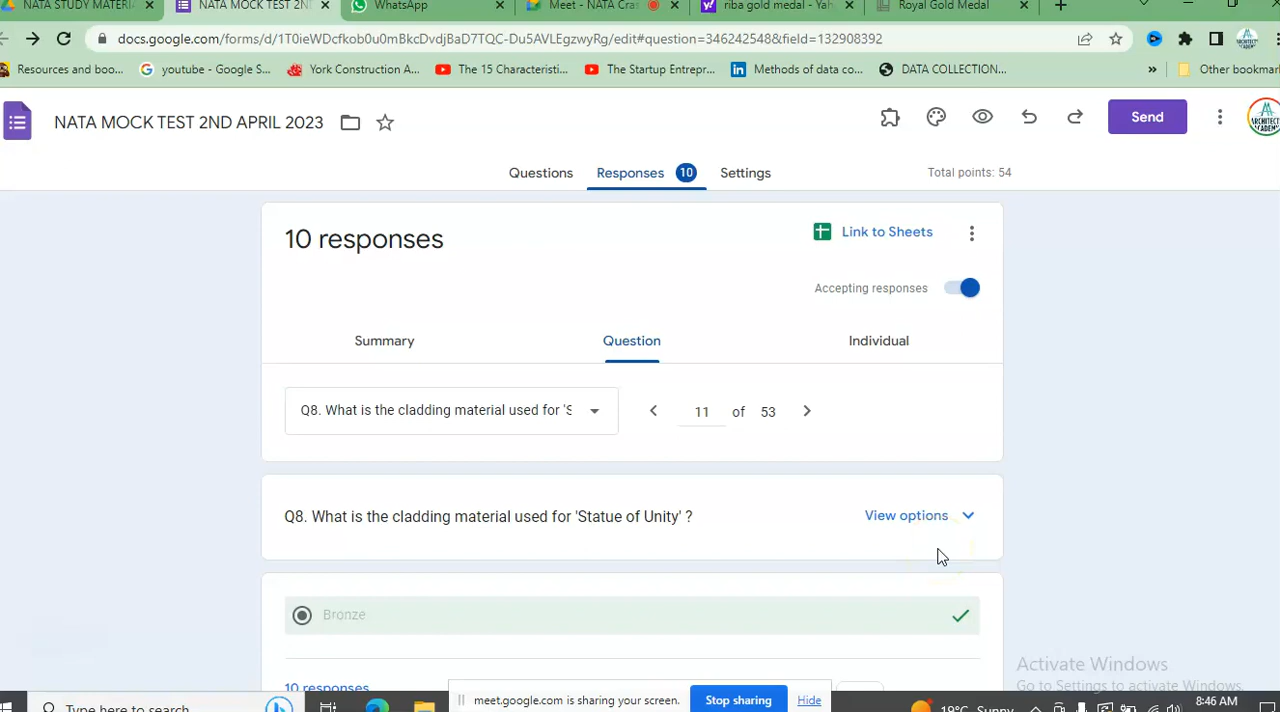 NATA STUDY MATERI
NATA MOCK TEST 2N
WhatsApp
Meet - NATA Cras
riba gold medal - Yah
Royal Gold Medal
docs.google.com/forms/d/1T0ieWDcfkob0u0mBkcDvdjBaD7TQC-Du5AVLEgzwyRg/edit#question=346242548&field=132908392
Resources and boo...
youtube - Google S...
York Construction A...
The 15 Characteristi...
The Startup Entrepr...
Methods of data co...
DATA COLLECTION...
»
Other bookmar
NATA MOCK TEST 2ND APRIL 2023
Send
ARCHITECT
ACADEMY
Questions
Responses 10
Settings
Total points: 54
10 responses
Link to Sheets
Accepting responses
Summary
Question
Individual
Q8. What is the cladding material used for 'S
11 of 53
Q8. What is the cladding material used for 'Statue of Unity' ?
View options
Bronze
10 responses
Activate Windows
Go to Settings to activate Windows.
meet.google.com is sharing your screen.
Stop sharing
Hide
Type here to search
19°C Sunny
8:46 AM